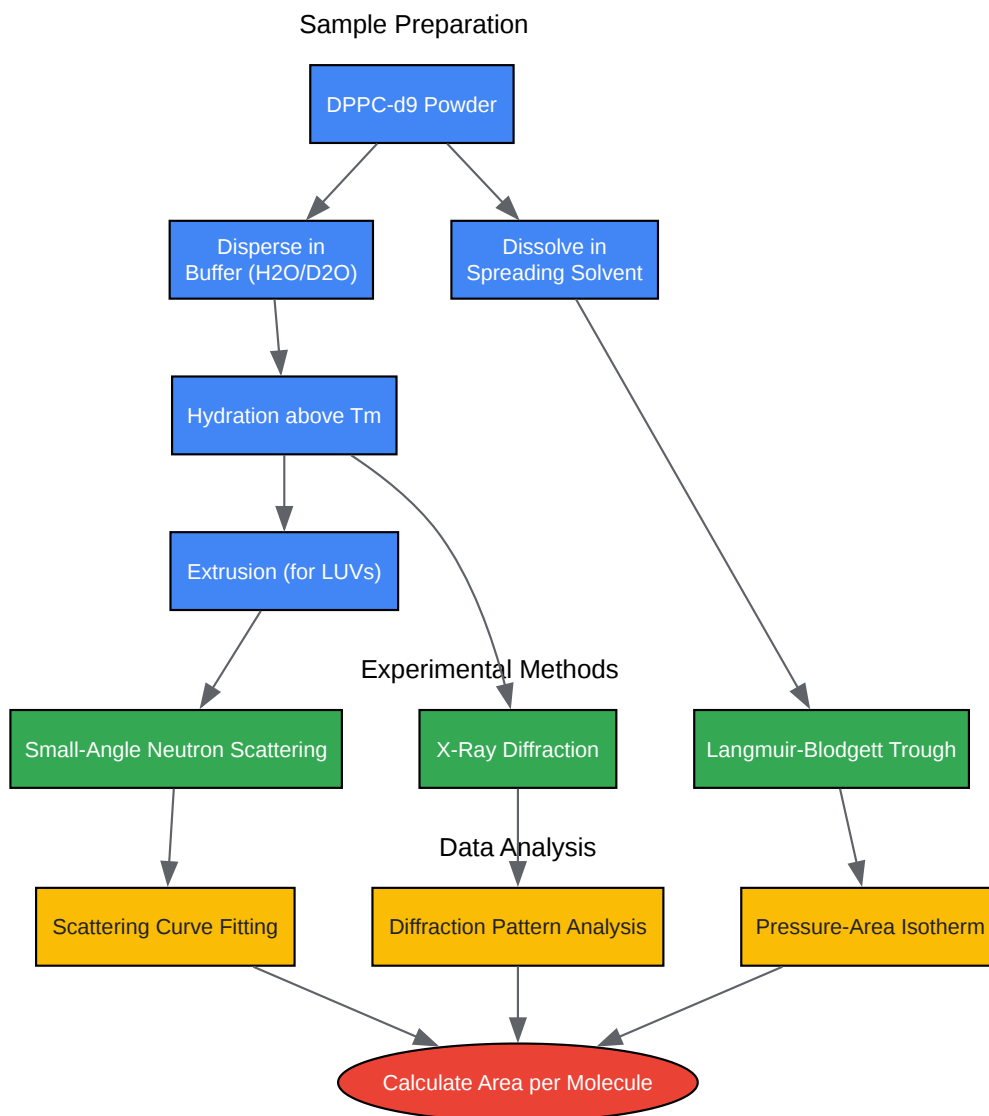 Sample Preparation
DPPC-d9 Powder
Disperse in
Buffer (H2O/D2O)
Dissolve in
Spreading Solvent
Hydration above Tm
Extrusion (for LUVs)
Experimental Methods
Small-Angle Neutron Scattering
X-Ray Diffraction
Langmuir-Blodgett Trough
Data Analysis
Scattering Curve Fitting
Diffraction Pattern Analysis
Pressure-Area Isotherm
Calculate Area per Molecule